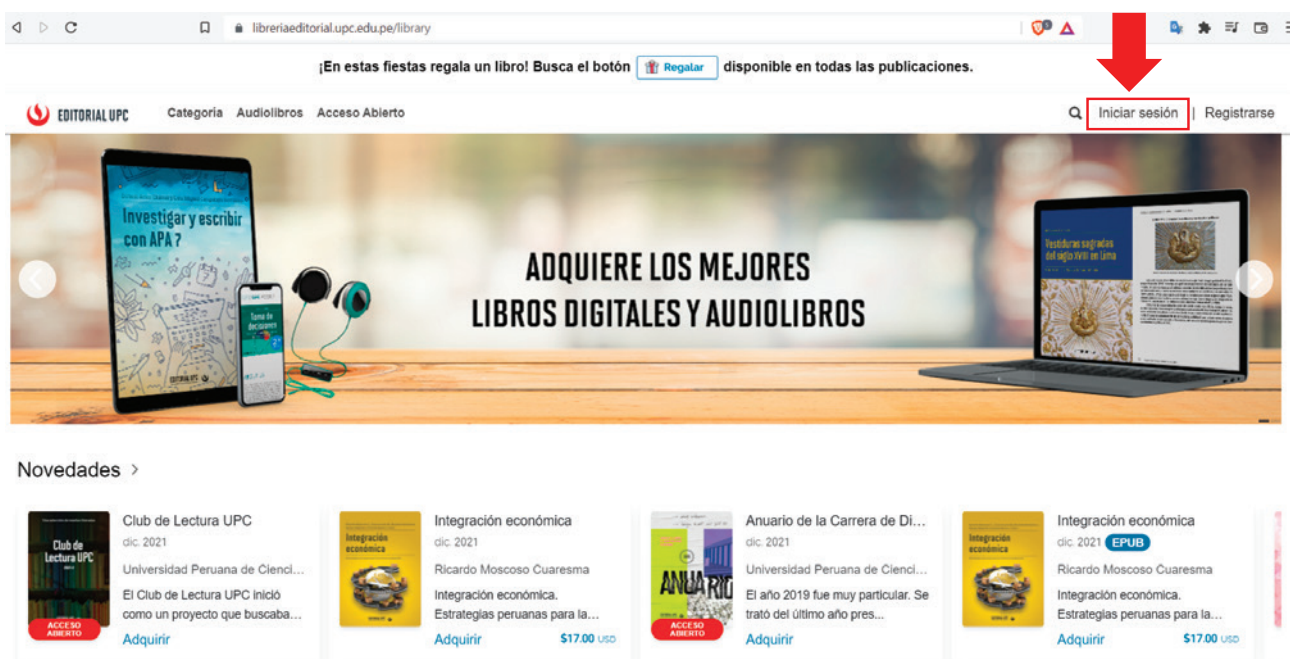 libreriaeditorial.upc.edu.pe/library
¡En estas fiestas regala un libro! Busca el botón Regalar disponible en todas las publicaciones.
EDITORIAL UPC Categoría Audiolibros Acceso Abierto Iniciar sesión | Registrarse
Investigar y escribir
con APA 7
Toma de
decisiones
EDITORIAL UPC
ADQUIERE LOS MEJORES
LIBROS DIGITALES Y AUDIOLIBROS
Vestiduras sagradas
del siglo XVIII en Lima
Novedades >
Club de
Lectura UPC
ACCESO
ABIERTO
Club de Lectura UPC
dic. 2021
Universidad Peruana de Cienci...
El Club de Lectura UPC inició
como un proyecto que buscaba...
Adquirir
Integración
económica
Integración económica
dic. 2021
Ricardo Moscoso Cuaresma
Integración económica.
Estrategias peruanas para la...
Adquirir $17.00 USD
ANUARIO
ACCESO
ABIERTO
Anuario de la Carrera de Di...
dic. 2021
Universidad Peruana de Cienci...
El año 2019 fue muy particular. Se
trató del último año pres...
Adquirir
Integración
económica
Integración económica
dic. 2021 EPUB
Ricardo Moscoso Cuaresma
Integración económica.
Estrategias peruanas para la...
Adquirir $17.00 USD